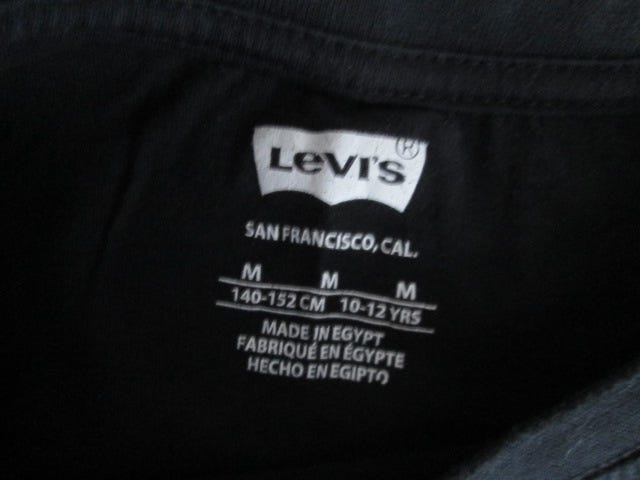 LEVI'S®
SAN FRANCISCO, CAL.
M M M
140-152 CM 10-12 YRS
MADE IN EGYPT
FABRIQUÉ EN ÉGYPTE
HECHO EN EGIPTO